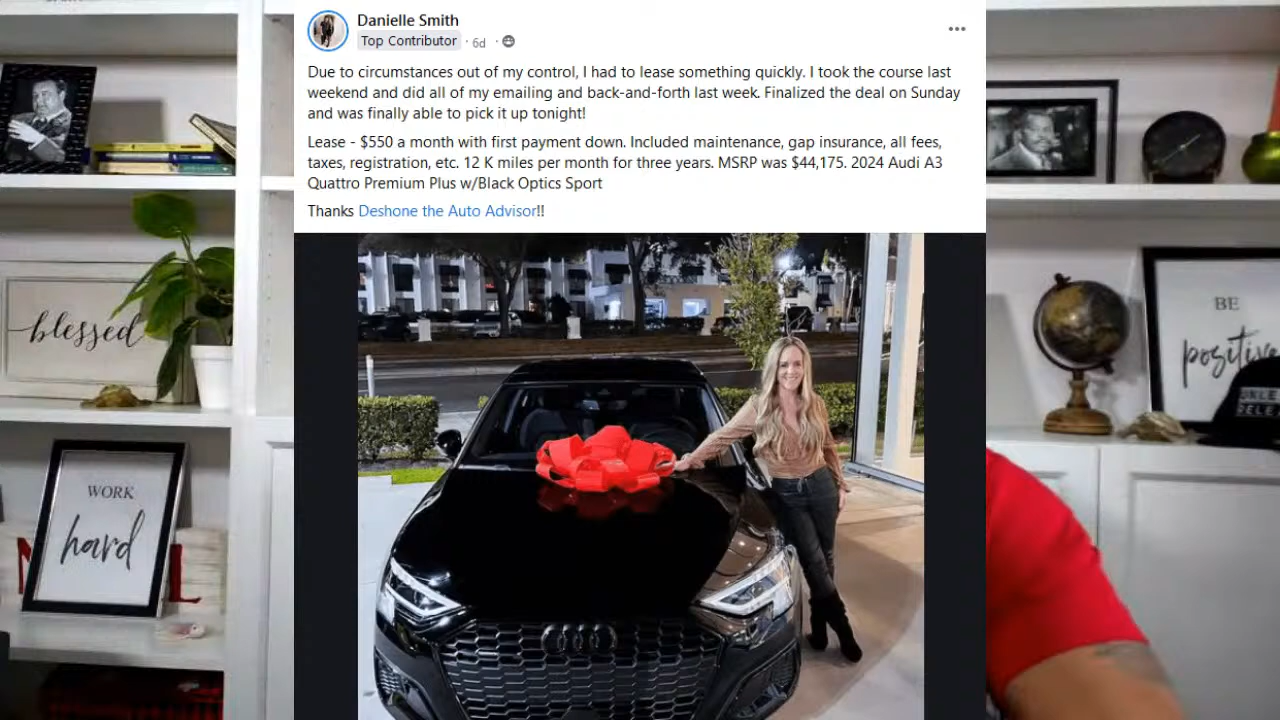 Danielle Smith
Top Contributor · 6d ·
Due to circumstances out of my control, I had to lease something quickly. I took the course last
weekend and did all of my emailing and back-and-forth last week. Finalized the deal on Sunday
and was finally able to pick it up tonight!
Lease - $550 a month with first payment down. Included maintenance, gap insurance, all fees,
taxes, registration, etc. 12 K miles per month for three years. MSRP was $44,175. 2024 Audi A3
Quattro Premium Plus w/Black Optics Sport
Thanks Deshone the Auto Advisor!!
blessed
WORK
hard
BE
positive